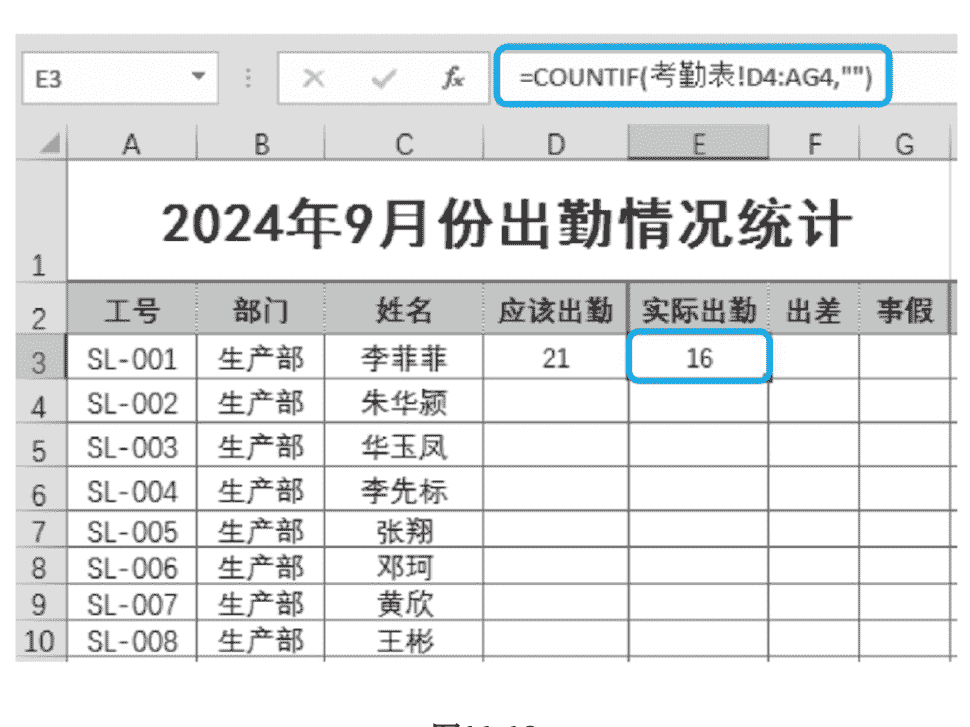 E3 fx =COUNTIF(考勤表!D4:AG4,"")
A B C D E F G
1 2024年9月份出勤情况统计
2 工号 部门 姓名 应该出勤 实际出勤 出差 事假
3 SL-001 生产部 李菲菲 21 16
4 SL-002 生产部 朱华颍
5 SL-003 生产部 华玉凤
6 SL-004 生产部 李先标
7 SL-005 生产部 张翔
8 SL-006 生产部 邓珂
9 SL-007 生产部 黄欣
10 SL-008 生产部 王彬